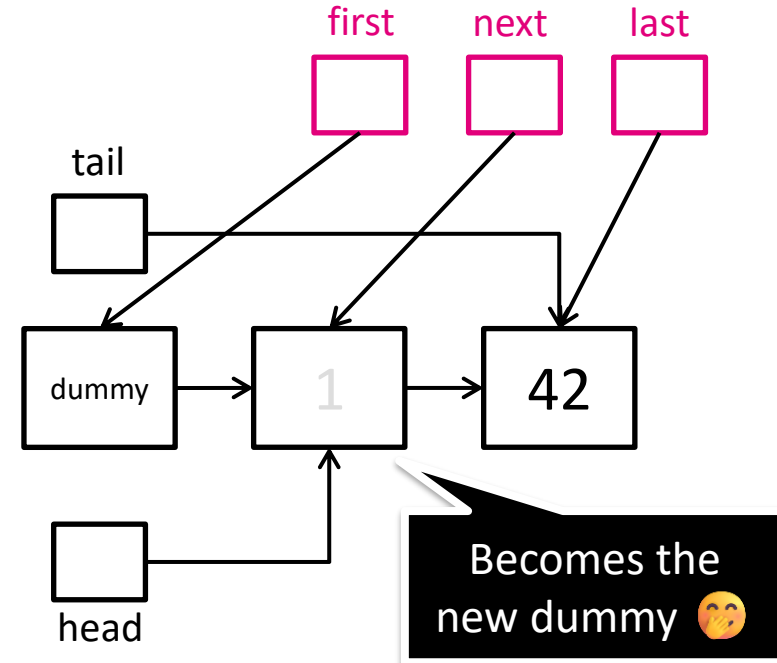 first next last
tail
dummy 1 42
Becomes the
new dummy 🤭
head